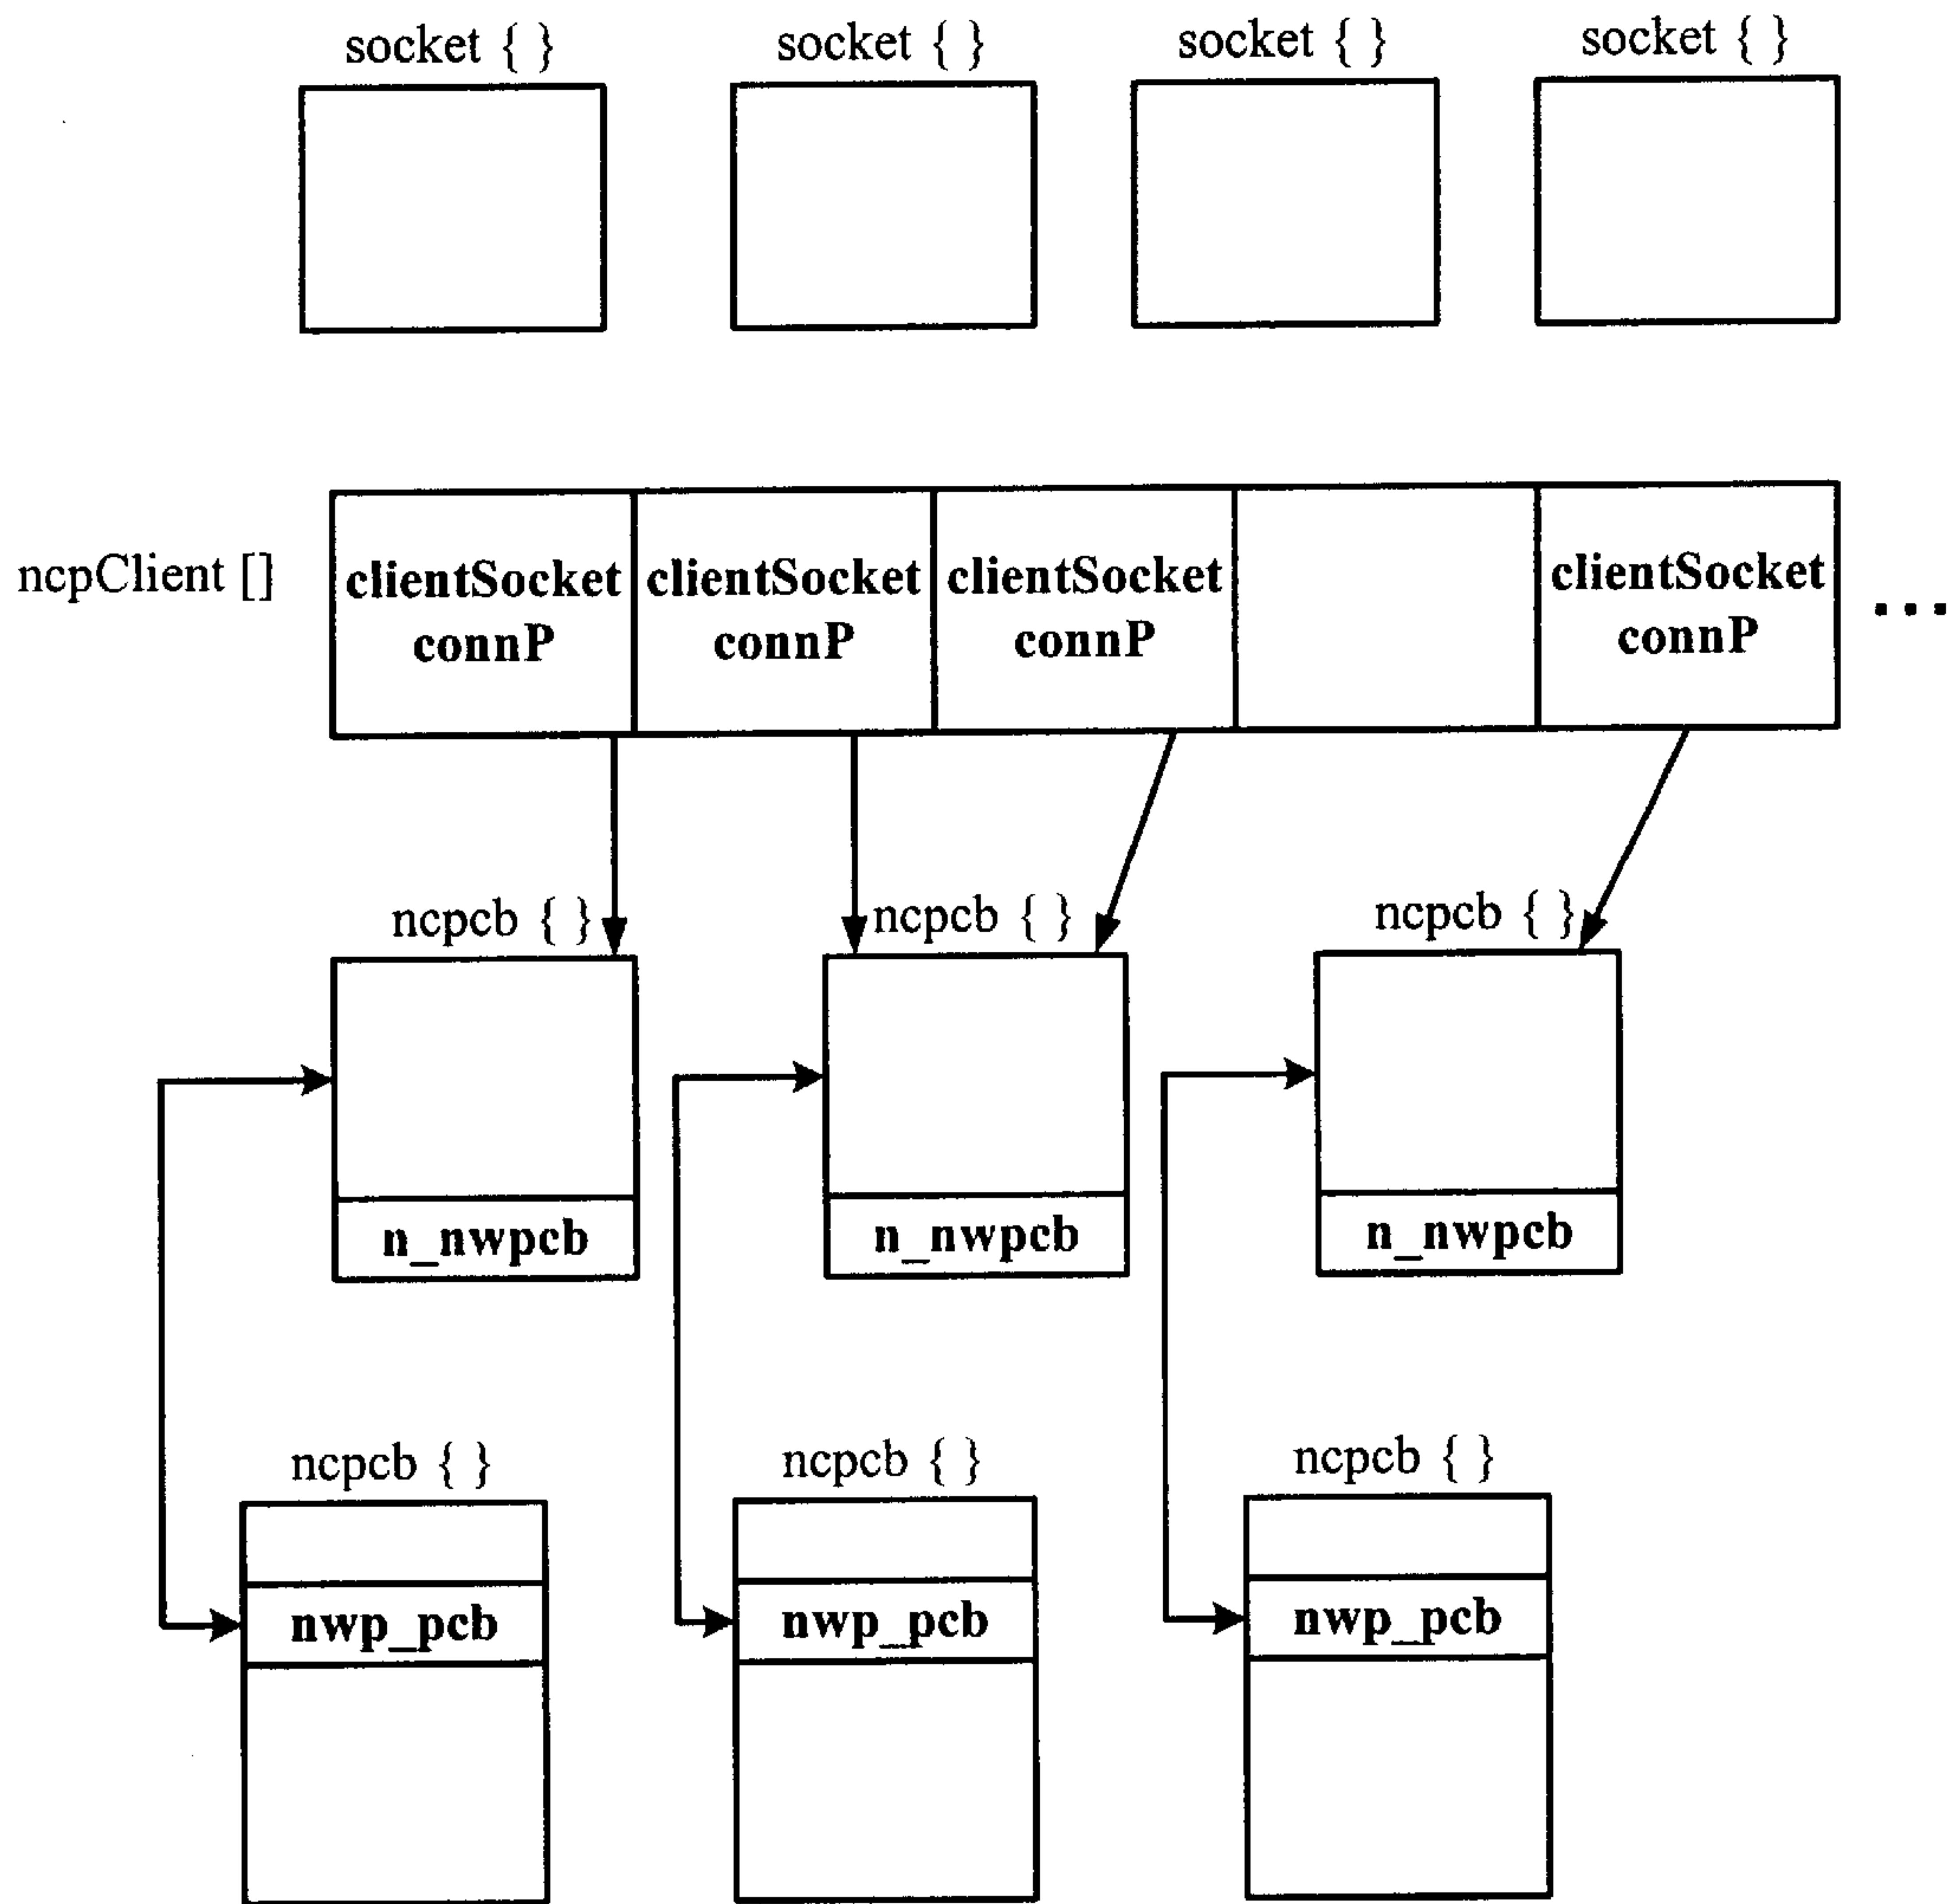 socket { }
socket { }
socket { }
socket { }
ncpClient []
clientSocket
connP
clientSocket
connP
clientSocket
connP
clientSocket
connP
...
ncpcb { }
ncpcb { }
ncpcb { }
n_nwpcb
n_nwpcb
n_nwpcb
ncpcb { }
ncpcb { }
ncpcb { }
nwp_pcb
nwp_pcb
nwp_pcb